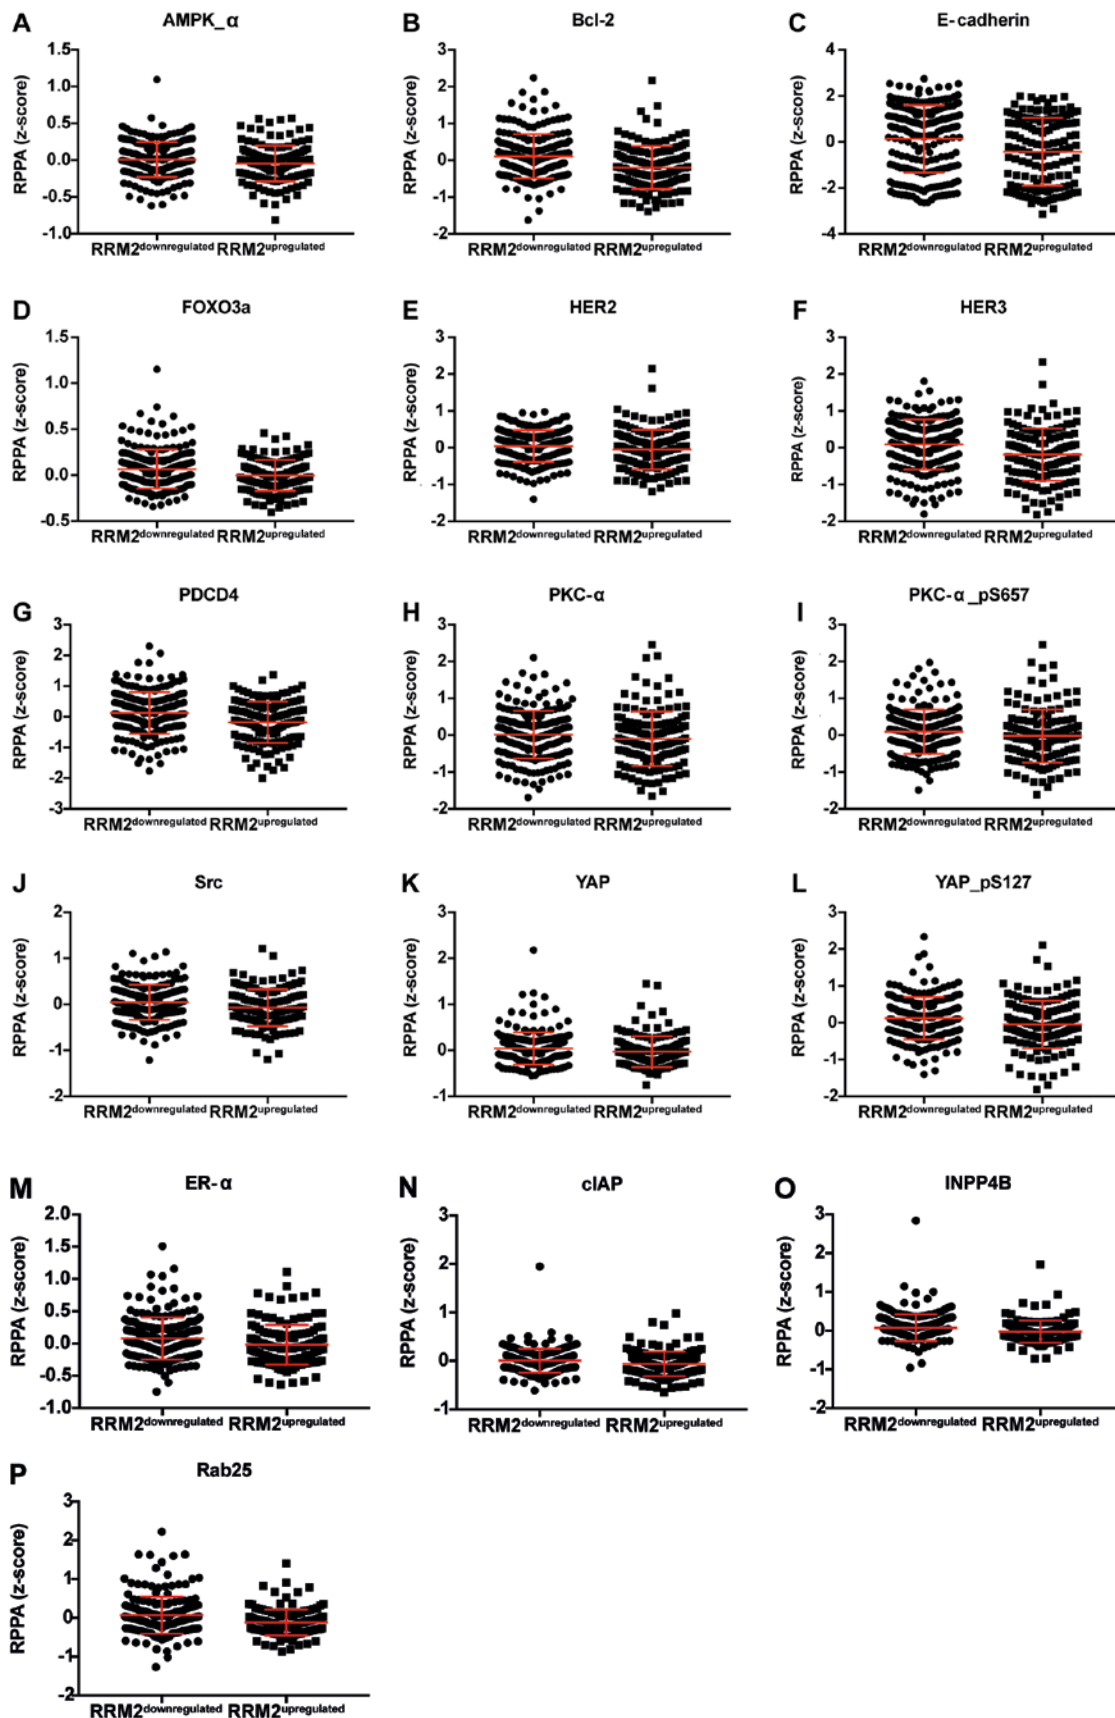 A AMPK_α
RPPA (z-score)
1.5
1.0
0.5
0.0
-0.5
-1.0
RRM2downregulated RRM2upregulated
B Bcl-2
RPPA (z-score)
3
2
1
0
-1
-2
RRM2downregulated RRM2upregulated
C E-cadherin
RPPA (z-score)
4
2
0
-2
-4
RRM2downregulated RRM2upregulated
D FOXO3a
RPPA (z-score)
1.5
1.0
0.5
0.0
-0.5
RRM2downregulated RRM2upregulated
E HER2
RPPA (z-score)
3
2
1
0
-1
-2
RRM2downregulated RRM2upregulated
F HER3
RPPA (z-score)
3
2
1
0
-1
-2
RRM2downregulated RRM2upregulated
G PDCD4
RPPA (z-score)
3
2
1
0
-1
-2
-3
RRM2downregulated RRM2upregulated
H PKC-α
RPPA (z-score)
3
2
1
0
-1
-2
RRM2downregulated RRM2upregulated
I PKC-α_pS657
RPPA (z-score)
3
2
1
0
-1
-2
RRM2downregulated RRM2upregulated
J Src
RPPA (z-score)
2
1
0
-1
-2
RRM2downregulated RRM2upregulated
K YAP
RPPA (z-score)
3
2
1
0
-1
RRM2downregulated RRM2upregulated
L YAP_pS127
RPPA (z-score)
3
2
1
0
-1
-2
RRM2downregulated RRM2upregulated
M ER-α
RPPA (z-score)
2.0
1.5
1.0
0.5
0.0
-0.5
-1.0
RRM2downregulated RRM2upregulated
N cIAP
RPPA (z-score)
3
2
1
0
-1
RRM2downregulated RRM2upregulated
O INPP4B
RPPA (z-score)
3
2
1
0
-1
-2
RRM2downregulated RRM2upregulated
P Rab25
RPPA (z-score)
3
2
1
0
-1
-2
RRM2downregulated RRM2upregulated